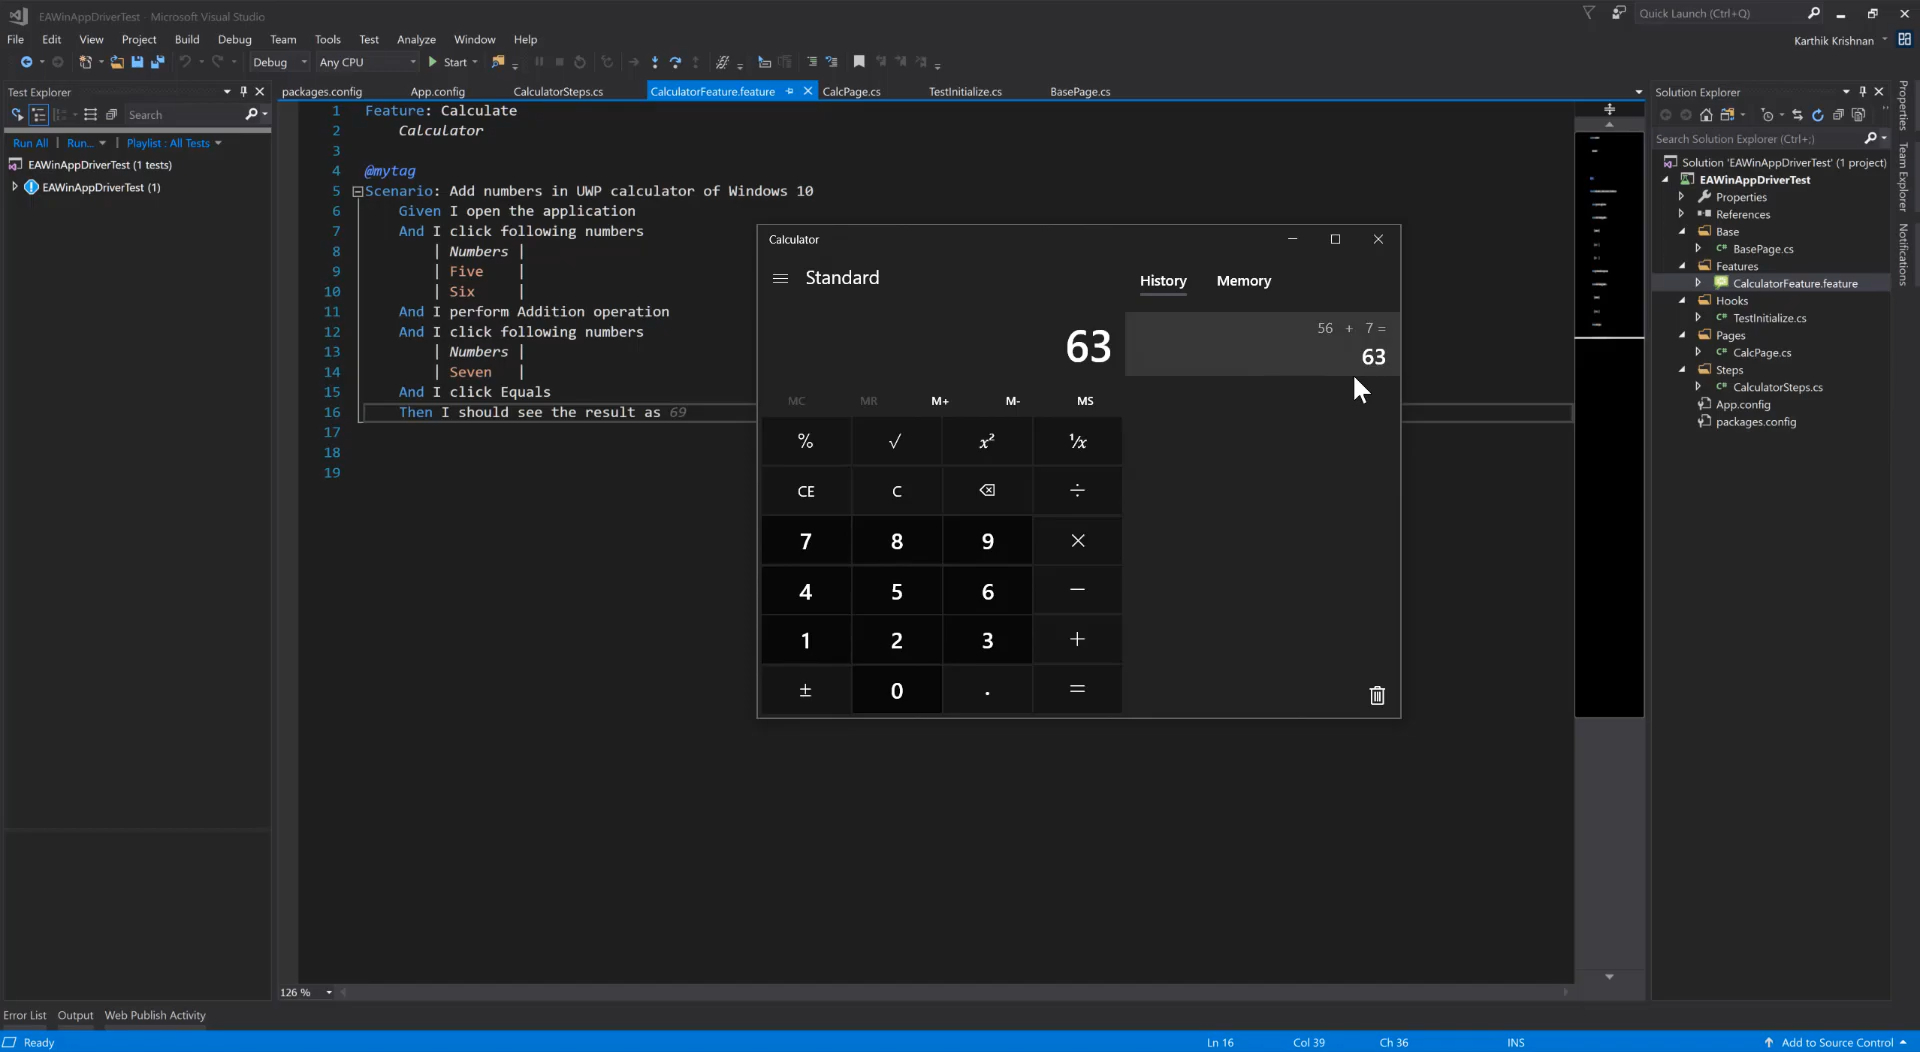 EAWinAppDriverTest - Microsoft Visual Studio
Quick Launch (Ctrl+Q)
File Edit View Project Build Debug Team Tools Test Analyze Window Help
Karthik Krishnan
Debug Any CPU Start
Test Explorer
packages.config App.config CalculatorSteps.cs CalculatorFeature.feature CalcPage.cs TestInitialize.cs BasePage.cs
Search
Run All | Run... | Playlist : All Tests
EAWinAppDriverTest (1 tests)
EAWinAppDriverTest (1)
1 Feature: Calculate
2 Calculator
3
4 @mytag
5 Scenario: Add numbers in UWP calculator of Windows 10
6 Given I open the application
7 And I click following numbers
8 | Numbers |
9 | Five |
10 | Six |
11 And I perform Addition operation
12 And I click following numbers
13 | Numbers |
14 | Seven |
15 And I click Equals
16 Then I should see the result as 69
17
18
19
Calculator
Standard
History Memory
63
56 + 7 =
63
MC MR M+ M- MS
% √ x² ¹/x
CE C ÷
7 8 9 ×
4 5 6 −
1 2 3 +
± 0 . =
Solution Explorer
Search Solution Explorer (Ctrl+;)
Solution 'EAWinAppDriverTest' (1 project)
EAWinAppDriverTest
Properties
References
Base
BasePage.cs
Features
CalculatorFeature.feature
Hooks
TestInitialize.cs
Pages
CalcPage.cs
Steps
CalculatorSteps.cs
App.config
packages.config
Properties
Team Explorer
Notifications
126 %
Error List Output Web Publish Activity
Ready
Ln 16 Col 39 Ch 36 INS
Add to Source Control